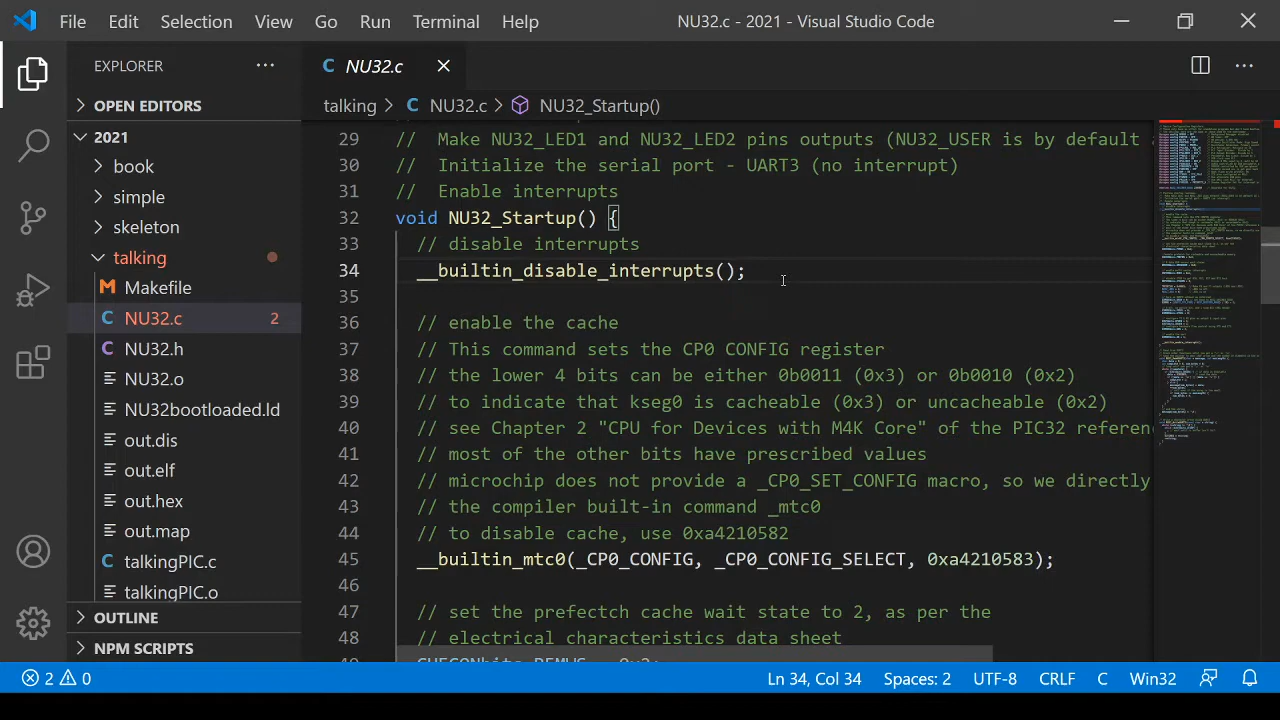 File Edit Selection View Go Run Terminal Help NU32.c - 2021 - Visual Studio Code
EXPLORER
OPEN EDITORS
2021
book
simple
skeleton
talking
Makefile
NU32.c 2
NU32.h
NU32.o
NU32bootloaded.ld
out.dis
out.elf
out.hex
out.map
talkingPIC.c
talkingPIC.o
OUTLINE
NPM SCRIPTS
NU32.c
talking > NU32.c > NU32_Startup()
29 // Make NU32_LED1 and NU32_LED2 pins outputs (NU32_USER is by default
30 // Initialize the serial port - UART3 (no interrupt)
31 // Enable interrupts
32 void NU32_Startup() {
33 // disable interrupts
34 __builtin_disable_interrupts();
35
36 // enable the cache
37 // This command sets the CP0 CONFIG register
38 // the lower 4 bits can be either 0b0011 (0x3) or 0b0010 (0x2)
39 // to indicate that kseg0 is cacheable (0x3) or uncacheable (0x2)
40 // see Chapter 2 "CPU for Devices with M4K Core" of the PIC32 referen
41 // most of the other bits have prescribed values
42 // microchip does not provide a _CP0_SET_CONFIG macro, so we directly
43 // the compiler built-in command _mtc0
44 // to disable cache, use 0xa4210582
45 __builtin_mtc0(_CP0_CONFIG, _CP0_CONFIG_SELECT, 0xa4210583);
46
47 // set the prefectch cache wait state to 2, as per the
48 // electrical characteristics data sheet
2 0 Ln 34, Col 34 Spaces: 2 UTF-8 CRLF C Win32